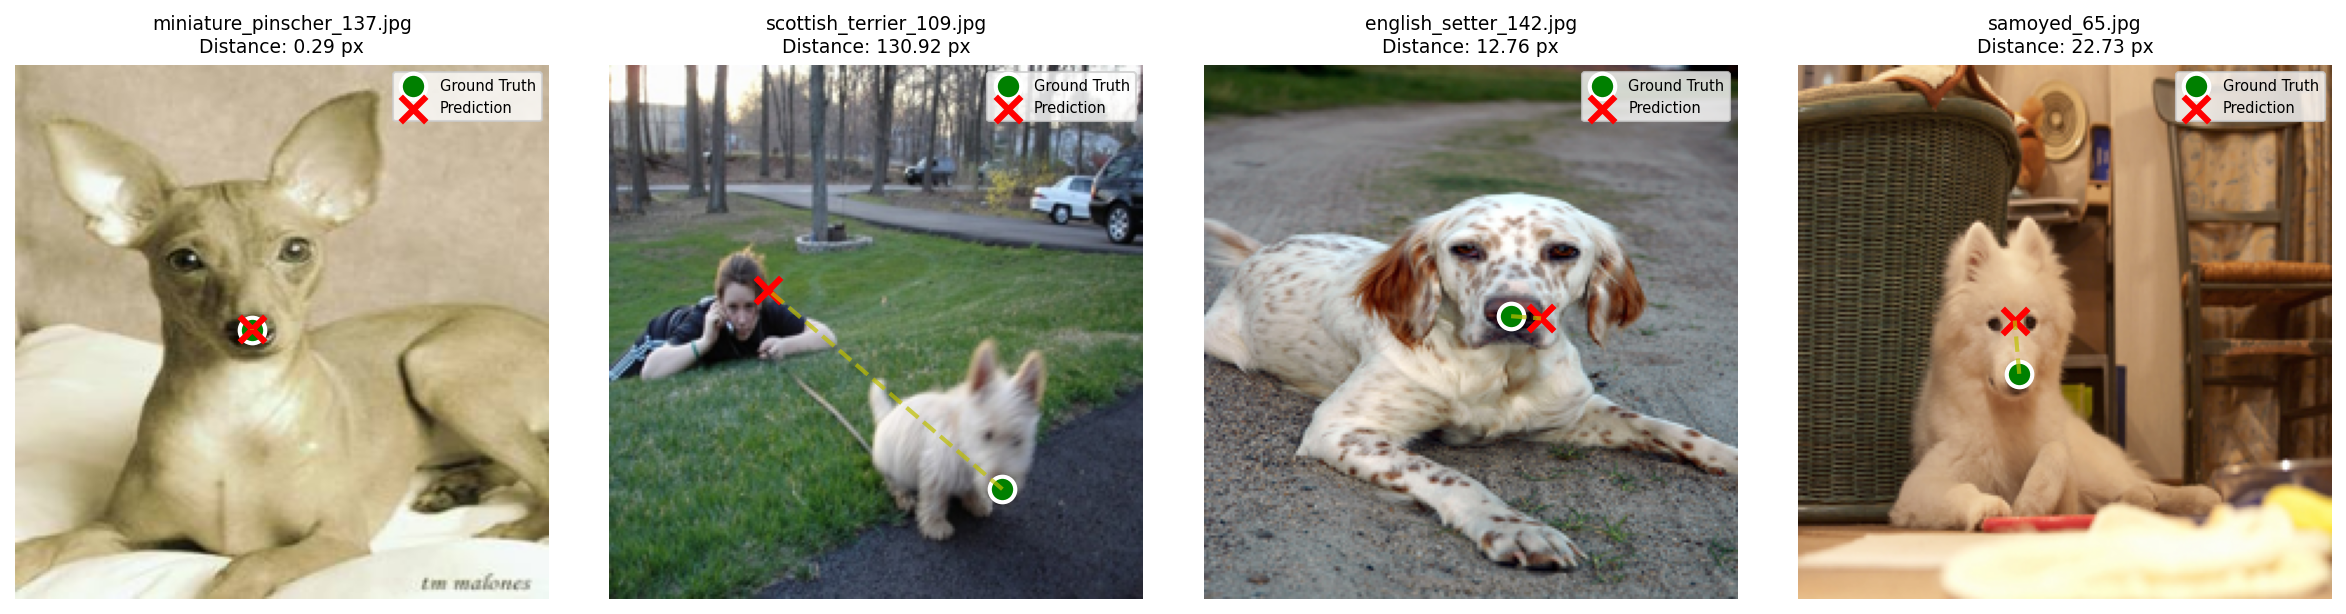 miniature_pinscher_137.jpg
Distance: 0.29 px
Ground Truth
Prediction
tm malones
scottish_terrier_109.jpg
Distance: 130.92 px
Ground Truth
Prediction
english_setter_142.jpg
Distance: 12.76 px
Ground Truth
Prediction
samoyed_65.jpg
Distance: 22.73 px
Ground Truth
Prediction